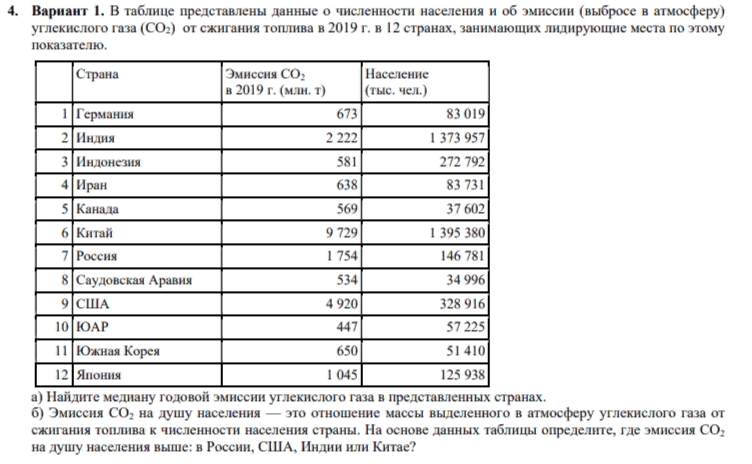 4. Вариант 1. В таблице представлены данные о численности населения и об эмиссии (выбросе в атмосферу)
углекислого газа (CO₂) от сжигания топлива в 2019 г. в 12 странах, занимающих лидирующие места по этому
показателю.
Страна Эмиссия CO₂ Население
в 2019 г. (млн. т) (тыс. чел.)
1 Германия 673 83 019
2 Индия 2 222 1 373 957
3 Индонезия 581 272 792
4 Иран 638 83 731
5 Канада 569 37 602
6 Китай 9 729 1 395 380
7 Россия 1 754 146 781
8 Саудовская Аравия 534 34 996
9 США 4 920 328 916
10 ЮАР 447 57 225
11 Южная Корея 650 51 410
12 Япония 1 045 125 938
а) Найдите медиану годовой эмиссии углекислого газа в представленных странах.
б) Эмиссия CO₂ на душу населения — это отношение массы выделенного в атмосферу углекислого газа от
сжигания топлива к численности населения страны. На основе данных таблицы определите, где эмиссия CO₂
на душу населения выше: в России, США, Индии или Китае?